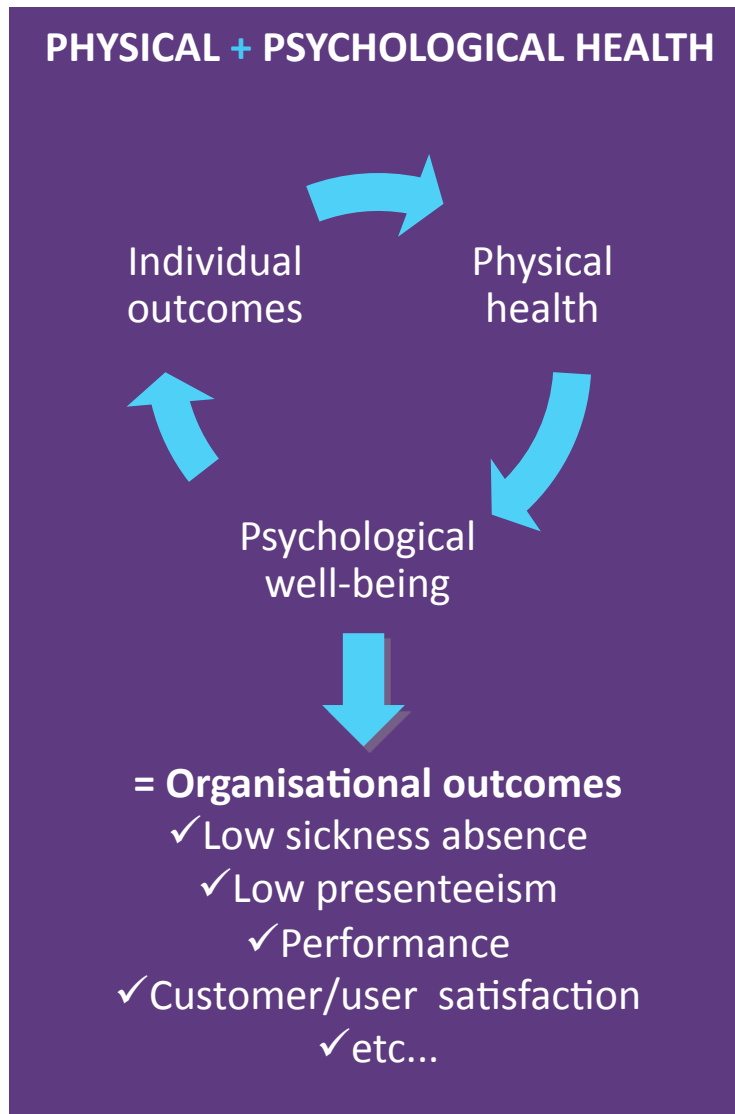 PHYSICAL + PSYCHOLOGICAL HEALTH
Individual
outcomes
Physical
health
Psychological
well-being
= Organisational outcomes
✓Low sickness absence
✓Low presenteeism
✓Performance
✓Customer/user satisfaction
✓etc...